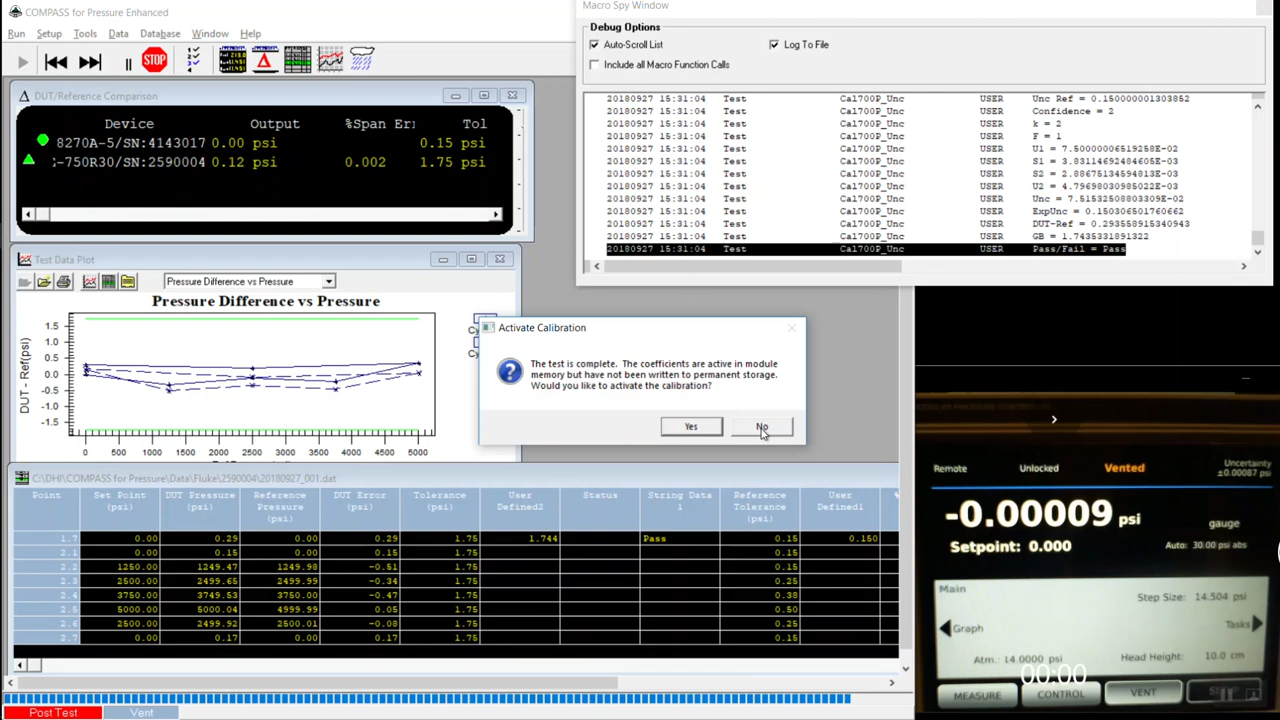 COMPASS for Pressure Enhanced
Run Setup Tools Data Database Window Help
STOP
DUT/Reference Comparison
Device Output %Span Err Tol
8270A-5/SN:4143017 0.00 psi 0.15 psi
-750R30/SN:2590004 0.12 psi 0.002 1.75 psi
Macro Spy Window
Debug Options
Auto-Scroll List Log To File
Include all Macro Function Calls
20180927 15:31:04 Test Cal700P_Unc USER Unc Ref = 0.150000001303852
20180927 15:31:04 Test Cal700P_Unc USER Confidence = 2
20180927 15:31:04 Test Cal700P_Unc USER k = 2
20180927 15:31:04 Test Cal700P_Unc USER F = 1
20180927 15:31:04 Test Cal700P_Unc USER U1 = 7.50000006519258E-02
20180927 15:31:04 Test Cal700P_Unc USER S1 = 3.83114692484605E-03
20180927 15:31:04 Test Cal700P_Unc USER S2 = 2.88675134594813E-03
20180927 15:31:04 Test Cal700P_Unc USER U2 = 4.79698030985022E-03
20180927 15:31:04 Test Cal700P_Unc USER Unc = 7.51532508803309E-02
20180927 15:31:04 Test Cal700P_Unc USER ExpUnc = 0.150306501760662
20180927 15:31:04 Test Cal700P_Unc USER DUT-Ref = 0.293558915340943
20180927 15:31:04 Test Cal700P_Unc USER GB = 1.7435331891322
20180927 15:31:04 Test Cal700P_Unc USER Pass/Fail = Pass
Test Data Plot
Pressure Difference vs Pressure
Pressure Difference vs Pressure
DUT - Ref(psi)
1.5
1.0
0.5
0.0
-0.5
-1.0
-1.5
0 500 1000 1500 2000 2500 3000 3500 4000 4500 5000
Activate Calibration
The test is complete. The coefficients are active in module
memory but have not been written to permanent storage.
Would you like to activate the calibration?
Yes No
C:\DHI\COMPASS for Pressure\Data\Fluke\2590004\20180927_001.dat
Point Set Point (psi) DUT Pressure (psi) Reference Pressure (psi) DUT Error (psi) Tolerance (psi) User Defined2 Status String Data 1 Reference Tolerance (psi) User Defined1
1.7 0.00 0.29 0.00 0.29 1.75 1.744 Pass 0.15 0.150
2.1 0.00 0.15 0.00 0.15 1.75 0.15
2.2 1250.00 1249.47 1249.98 -0.51 1.75 0.15
2.3 2500.00 2499.65 2499.99 -0.34 1.75 0.25
2.4 3750.00 3749.53 3750.00 -0.47 1.75 0.38
2.5 5000.00 5000.04 4999.99 0.05 1.75 0.50
2.6 2500.00 2499.92 2500.01 -0.08 1.75 0.25
2.7 0.00 0.17 0.00 0.17 1.75 0.15
Post Test Vent
Remote Unlocked Vented Uncertainty
±0.00087 psi
-0.00009 psi
gauge
Setpoint: 0.000 Auto: 30.00 psi abs
Main
Step Size: 14.504 psi
Graph Tasks
Atm.: 14.0000 psi Head Height: 10.0 cm
00:00
MEASURE CONTROL VENT